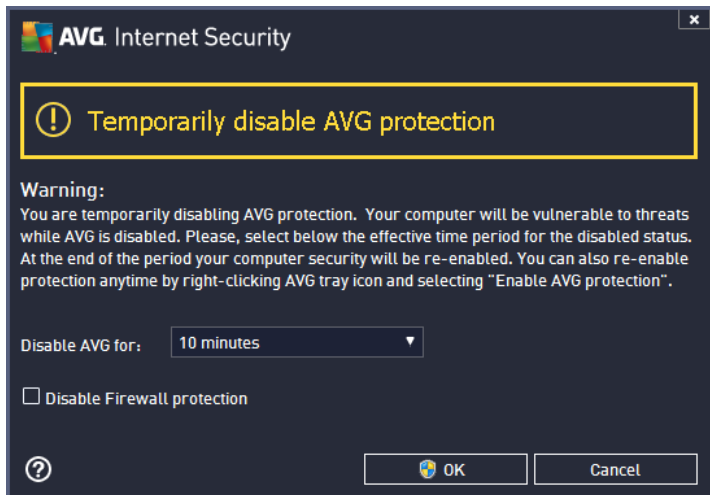 AVG. Internet Security
Temporarily disable AVG protection
Warning:
You are temporarily disabling AVG protection.  Your computer will be vulnerable to threats
while AVG is disabled. Please, select below the effective time period for the disabled status.
At the end of the period your computer security will be re-enabled. You can also re-enable
protection anytime by right-clicking AVG tray icon and selecting "Enable AVG protection".
Disable AVG for: 10 minutes
Disable Firewall protection
OK Cancel